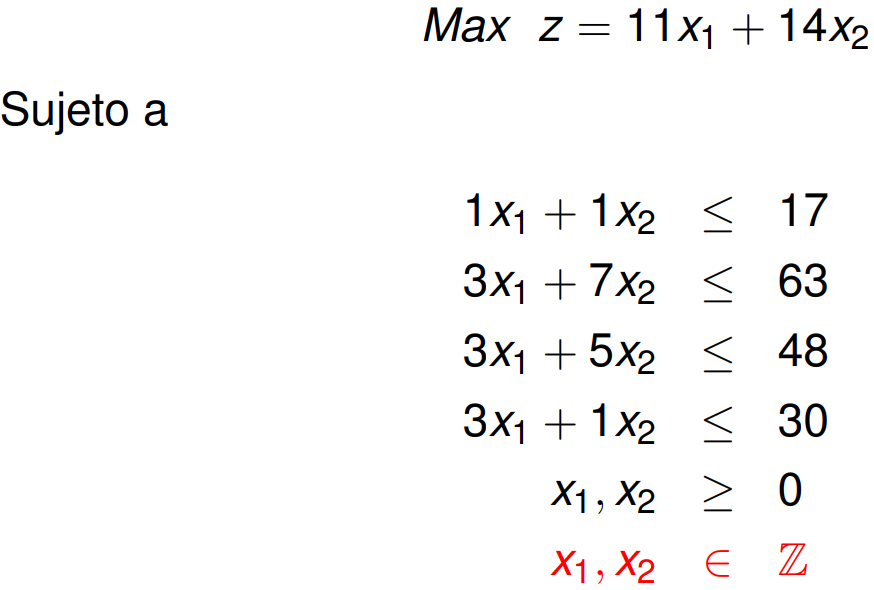 Max z = 11x₁ + 14x₂
Sujeto a
1x₁ + 1x₂ ≤ 17
3x₁ + 7x₂ ≤ 63
3x₁ + 5x₂ ≤ 48
3x₁ + 1x₂ ≤ 30
x₁, x₂ ≥ 0
x₁, x₂ ∈ ℤ